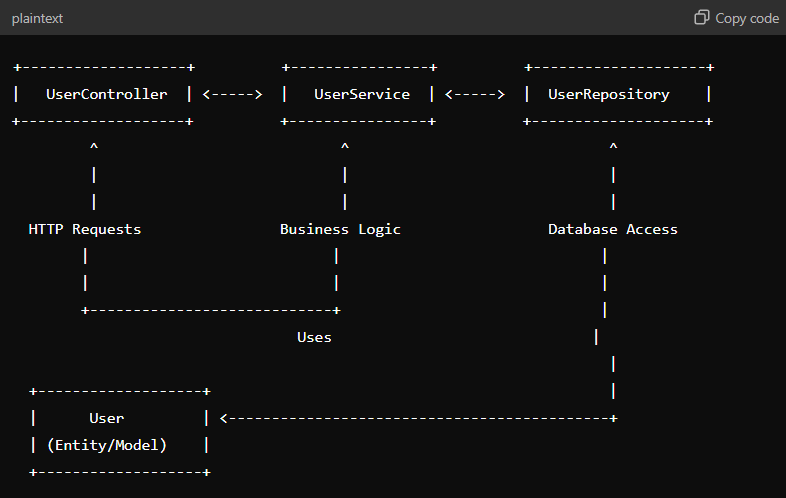 plaintext Copy code
+-------------------+          +----------------+          +--------------------+
|   UserController  | <----->  |   UserService  | <----->  |  UserRepository    |
+-------------------+          +----------------+          +--------------------+
         ^                            ^                              ^
         |                            |                              |
         |                            |                              |
  HTTP Requests                Business Logic                 Database Access
        |                            |                              |
        |                            |                              |
        +----------------------------+                              |
                                 Uses                              |
                                                                     |
  +-------------------+                                              |
  |      User         | <--------------------------------------------+
  | (Entity/Model)    |
  +-------------------+